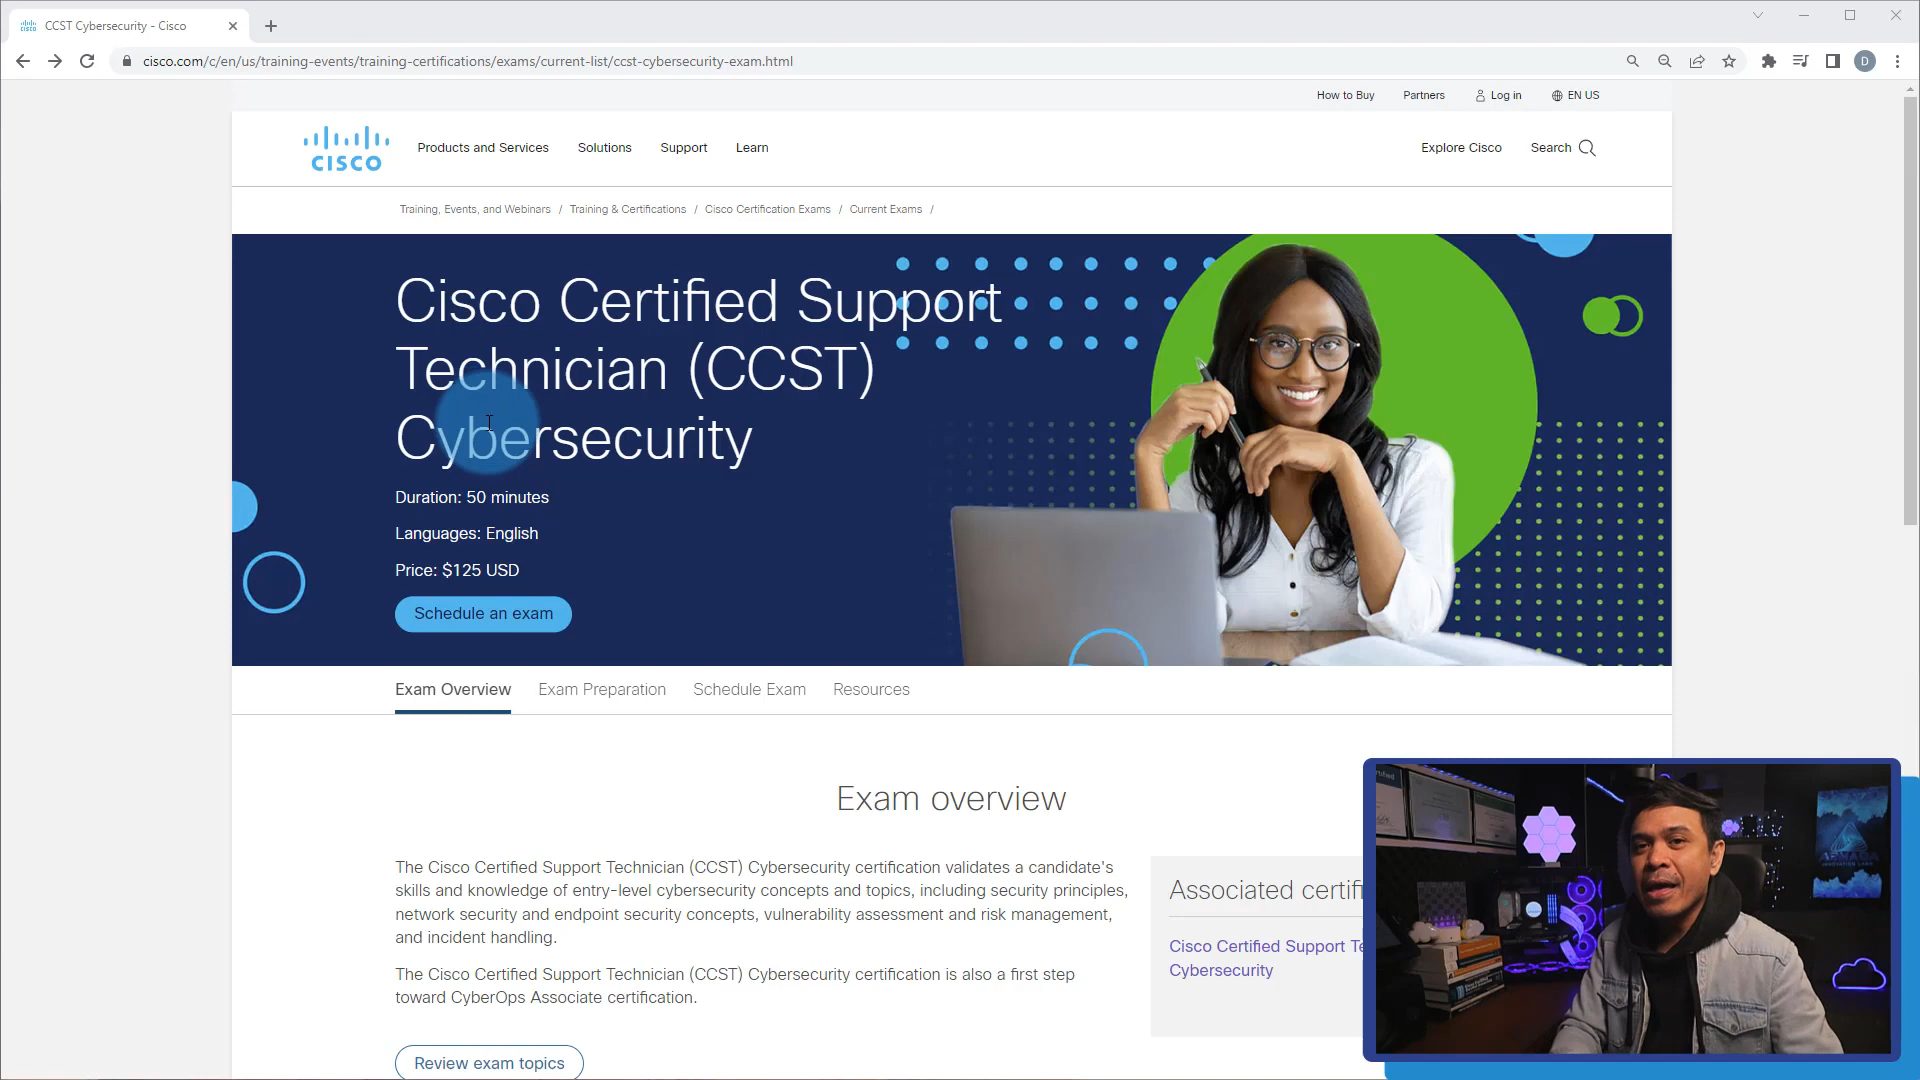 CCST Cybersecurity - Cisco
cisco.com/c/en/us/training-events/training-certifications/exams/current-list/ccst-cybersecurity-exam.html
D
How to Buy Partners Log in EN US
CISCO
Products and Services Solutions Support Learn Explore Cisco Search
Training, Events, and Webinars / Training & Certifications / Cisco Certification Exams / Current Exams /
Cisco Certified Support
Technician (CCST)
Cybersecurity
Duration: 50 minutes
Languages: English
Price: $125 USD
Schedule an exam
Exam Overview Exam Preparation Schedule Exam Resources
Exam overview
The Cisco Certified Support Technician (CCST) Cybersecurity certification validates a candidate's
skills and knowledge of entry-level cybersecurity concepts and topics, including security principles,
network security and endpoint security concepts, vulnerability assessment and risk management,
and incident handling.
The Cisco Certified Support Technician (CCST) Cybersecurity certification is also a first step
toward CyberOps Associate certification.
Review exam topics
Associated certifi
Cisco Certified Support Te
Cybersecurity